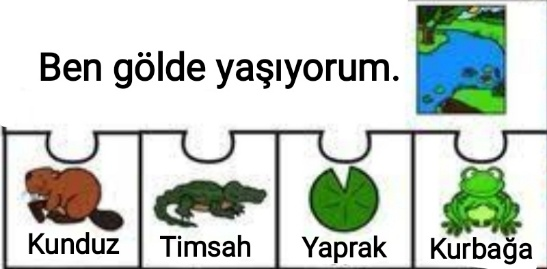 Ben gölde yaşıyorum.
Kunduz Timsah Yaprak Kurbağa